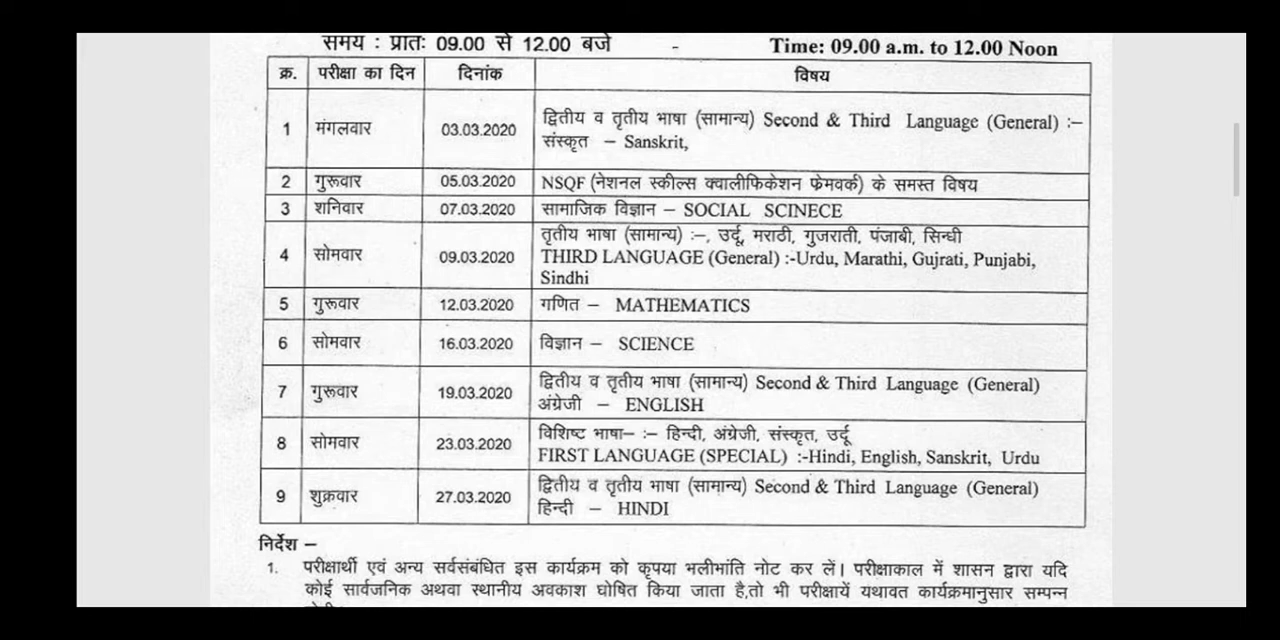 समय : प्रातः 09.00 से 12.00 बजे - Time: 09.00 a.m. to 12.00 Noon
क्र. परीक्षा का दिन दिनांक विषय
1 मंगलवार 03.03.2020 द्वितीय व तृतीय भाषा (सामान्य) Second & Third Language (General) :–
संस्कृत – Sanskrit,
2 गुरूवार 05.03.2020 NSQF (नेशनल स्कील्स क्वालीफिकेशन फ्रेमवर्क) के समस्त विषय
3 शनिवार 07.03.2020 सामाजिक विज्ञान – SOCIAL SCINECE
4 सोमवार 09.03.2020 तृतीय भाषा (सामान्य) :–, उर्दू, मराठी, गुजराती, पंजाबी, सिन्धी
THIRD LANGUAGE (General) :-Urdu, Marathi, Gujrati, Punjabi,
Sindhi
5 गुरूवार 12.03.2020 गणित – MATHEMATICS
6 सोमवार 16.03.2020 विज्ञान – SCIENCE
7 गुरूवार 19.03.2020 द्वितीय व तृतीय भाषा (सामान्य) Second & Third Language (General)
अंग्रेजी – ENGLISH
8 सोमवार 23.03.2020 विशिष्ट भाषा– :– हिन्दी, अंग्रेजी, संस्कृत, उर्दू
FIRST LANGUAGE (SPECIAL) :-Hindi, English, Sanskrit, Urdu
9 शुक्रवार 27.03.2020 द्वितीय व तृतीय भाषा (सामान्य) Second & Third Language (General)
हिन्दी – HINDI
निर्देश –
1. परीक्षार्थी एवं अन्य सर्वसंबंधित इस कार्यक्रम को कृपया भलीभांति नोट कर लें। परीक्षाकाल में शासन द्वारा यदि
कोई सार्वजनिक अथवा स्थानीय अवकाश घोषित किया जाता है,तो भी परीक्षायें यथावत कार्यक्रमानुसार सम्पन्न